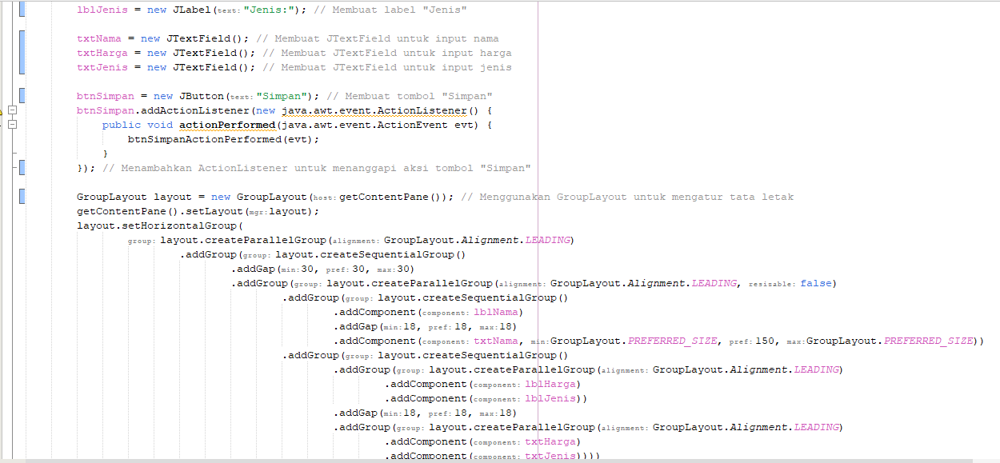 lblJenis = new JLabel(text: "Jenis:"); // Membuat label "Jenis"
txtNama = new JTextField(); // Membuat JTextField untuk input nama
txtHarga = new JTextField(); // Membuat JTextField untuk input harga
txtJenis = new JTextField(); // Membuat JTextField untuk input jenis
btnSimpan = new JButton(text: "Simpan"); // Membuat tombol "Simpan"
btnSimpan.addActionListener(new java.awt.event.ActionListener() {
public void actionPerformed(java.awt.event.ActionEvent evt) {
btnSimpanActionPerformed(evt);
}
}); // Menambahkan ActionListener untuk menanggapi aksi tombol "Simpan"
GroupLayout layout = new GroupLayout(host: getContentPane()); // Menggunakan GroupLayout untuk mengatur tata letak
getContentPane().setLayout(mgr: layout);
layout.setHorizontalGroup(
group: layout.createParallelGroup(alignment: GroupLayout.Alignment.LEADING)
.addGroup(group: layout.createSequentialGroup()
.addGap(min: 30, pref: 30, max: 30)
.addGroup(group: layout.createParallelGroup(alignment: GroupLayout.Alignment.LEADING, resizable: false)
.addGroup(group: layout.createSequentialGroup()
.addComponent(component: lblNama)
.addGap(min: 18, pref: 18, max: 18)
.addComponent(component: txtNama, min: GroupLayout.PREFERRED_SIZE, pref: 150, max: GroupLayout.PREFERRED_SIZE))
.addGroup(group: layout.createSequentialGroup()
.addGroup(group: layout.createParallelGroup(alignment: GroupLayout.Alignment.LEADING)
.addComponent(component: lblHarga)
.addComponent(component: lblJenis))
.addGap(min: 18, pref: 18, max: 18)
.addGroup(group: layout.createParallelGroup(alignment: GroupLayout.Alignment.LEADING)
.addComponent(component: txtHarga)
.addComponent(component: txtJenis))))